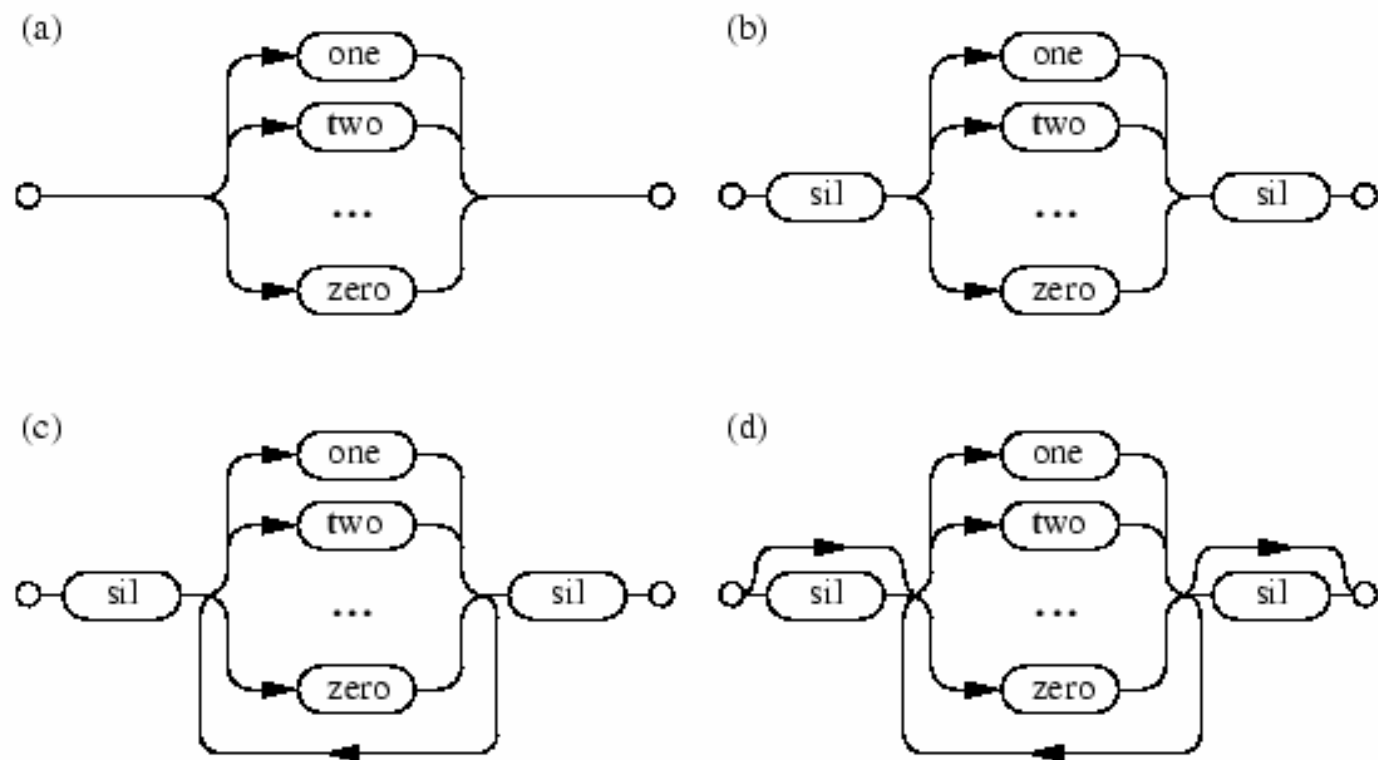 (a)
one
two
...
zero
(b)
one
two
sil
...
sil
zero
(c)
one
two
sil
...
sil
zero
(d)
one
two
sil
...
sil
zero